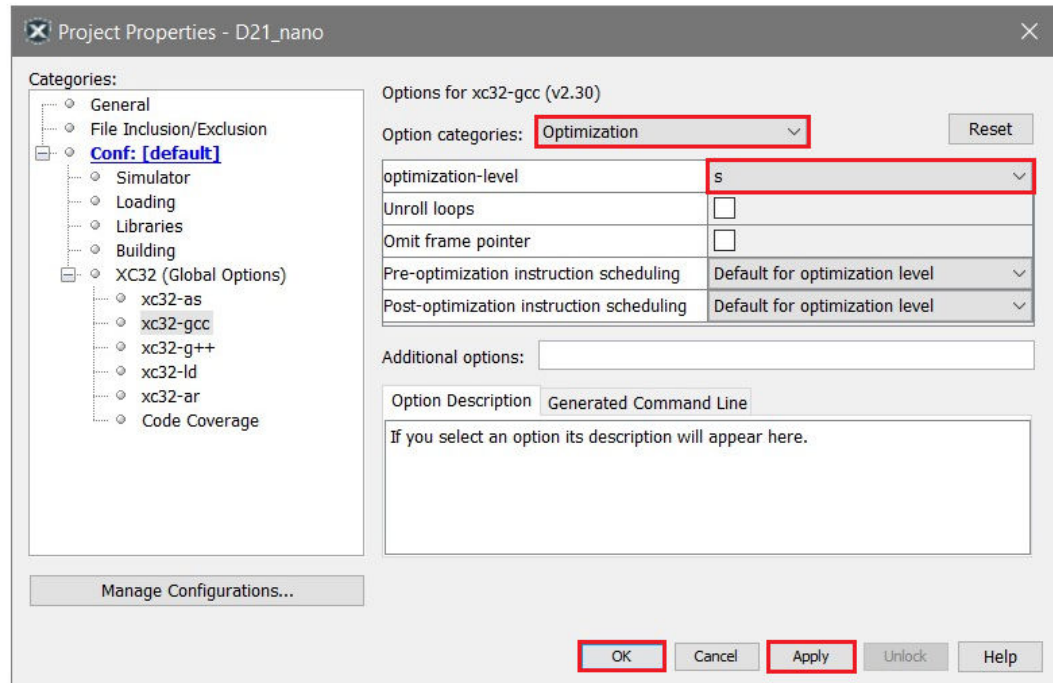 Project Properties - D21_nano
Categories:
General
File Inclusion/Exclusion
Conf: [default]
Simulator
Loading
Libraries
Building
XC32 (Global Options)
xc32-as
xc32-gcc
xc32-g++
xc32-ld
xc32-ar
Code Coverage
Manage Configurations...
Options for xc32-gcc (v2.30)
Option categories: Optimization Reset
optimization-level s
Unroll loops
Omit frame pointer
Pre-optimization instruction scheduling Default for optimization level
Post-optimization instruction scheduling Default for optimization level
Additional options:
Option Description Generated Command Line
If you select an option its description will appear here.
OK Cancel Apply Unlock Help